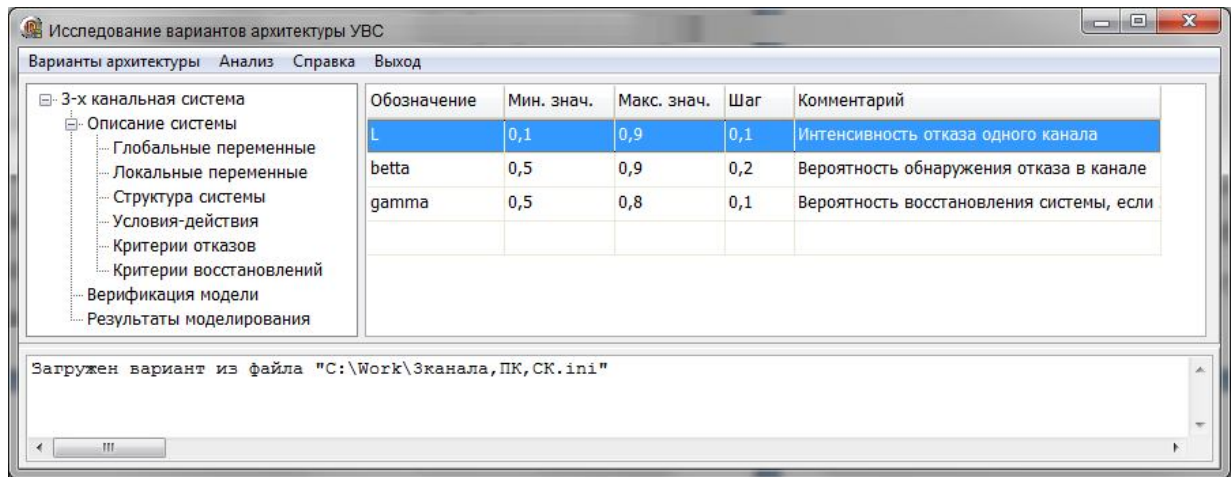 Исследование вариантов архитектуры УВС
Варианты архитектуры Анализ Справка Выход
3-х канальная система
Описание системы
Глобальные переменные
Локальные переменные
Структура системы
Условия-действия
Критерии отказов
Критерии восстановлений
Верификация модели
Результаты моделирования
Обозначение Мин. знач. Макс. знач. Шаг Комментарий
L 0,1 0,9 0,1 Интенсивность отказа одного канала
betta 0,5 0,9 0,2 Вероятность обнаружения отказа в канале
gamma 0,5 0,8 0,1 Вероятность восстановления системы, если
Загружен вариант из файла "C:\Work\3канала,ПК,СК.ini"